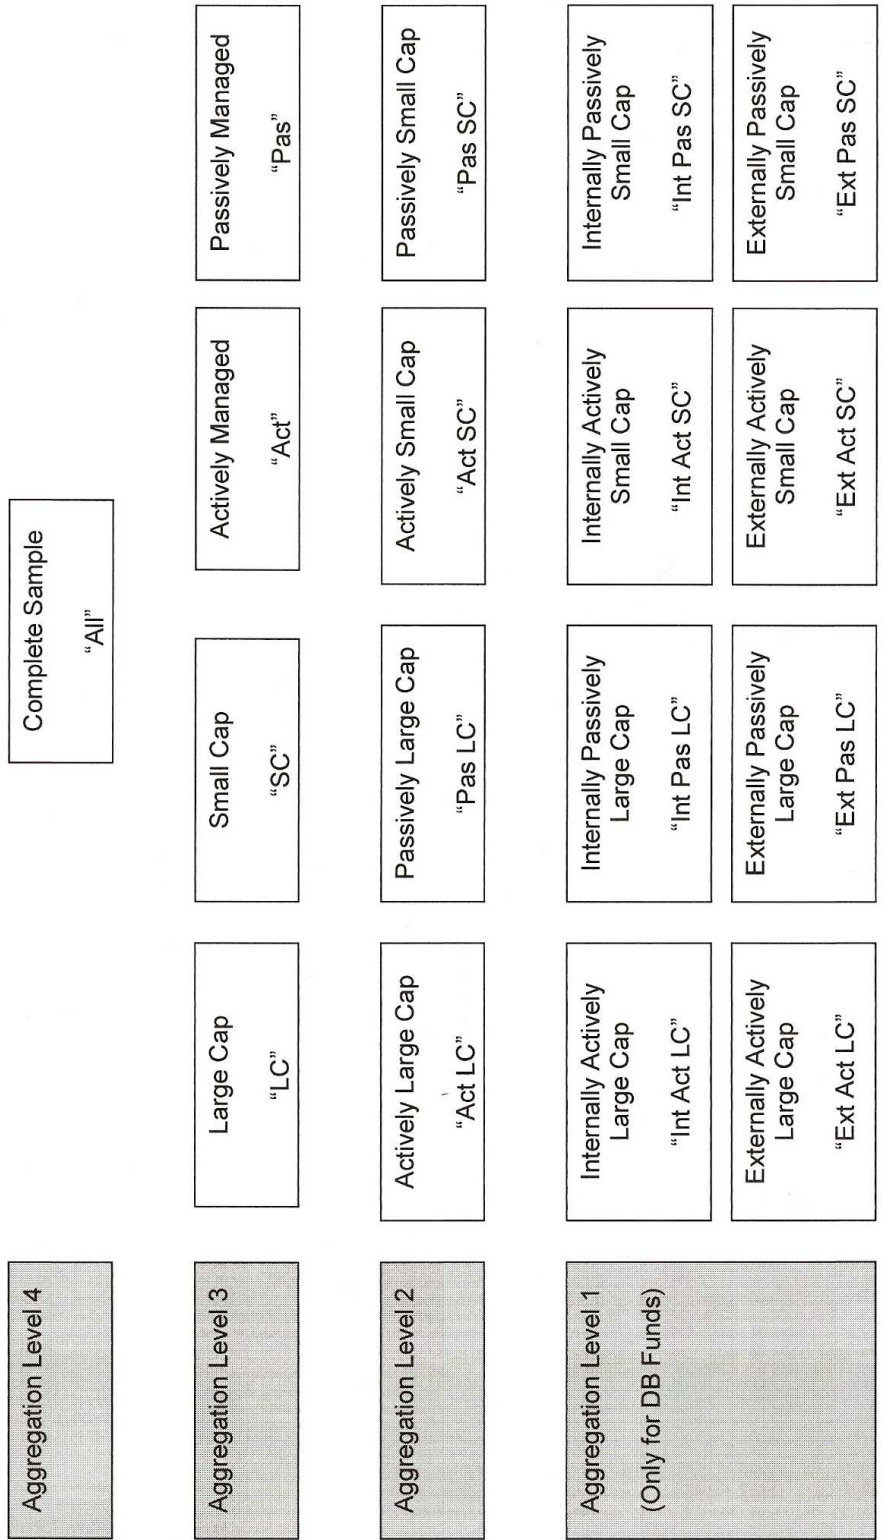 Aggregation Level 4
Complete Sample
“All”
Aggregation Level 3
Large Cap
“LC”
Small Cap
“SC”
Actively Managed
“Act”
Passively Managed
“Pas”
Aggregation Level 2
Actively Large Cap
“Act LC”
Passively Large Cap
“Pas LC”
Actively Small Cap
“Act SC”
Passively Small Cap
“Pas SC”
Aggregation Level 1
(Only for DB Funds)
Internally Actively
Large Cap
“Int Act LC”
Internally Passively
Large Cap
“Int Pas LC”
Internally Actively
Small Cap
“Int Act SC”
Internally Passively
Small Cap
“Int Pas SC”
Externally Actively
Large Cap
“Ext Act LC”
Externally Passively
Large Cap
“Ext Pas LC”
Externally Actively
Small Cap
“Ext Act SC”
Externally Passively
Small Cap
“Ext Pas SC”